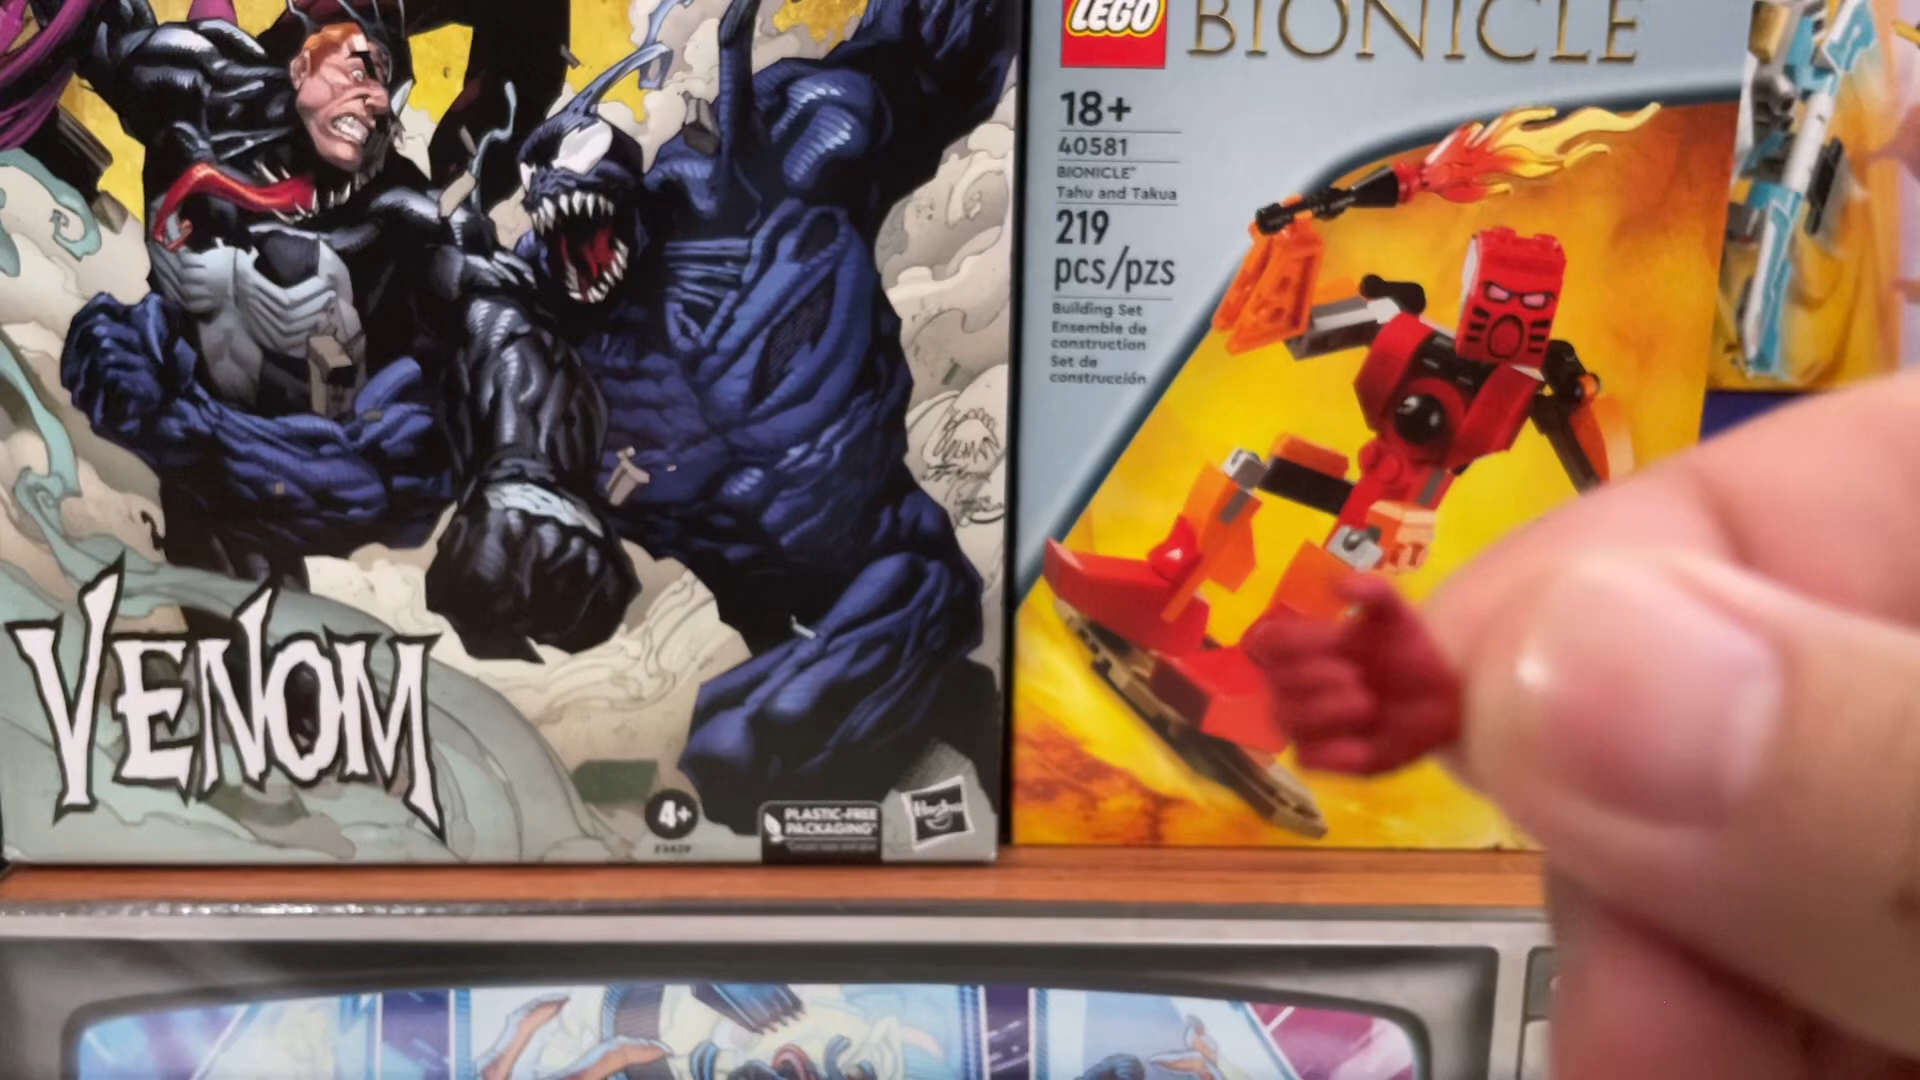 VENOM
4+
PLASTIC-FREE
PACKAGING
Hasbro
LEGO
BIONICLE
18+
40581
BIONICLE™
Tahu and Takua
219
pcs/pzs
Building Set
Ensemble de
construction
Set de
construcción